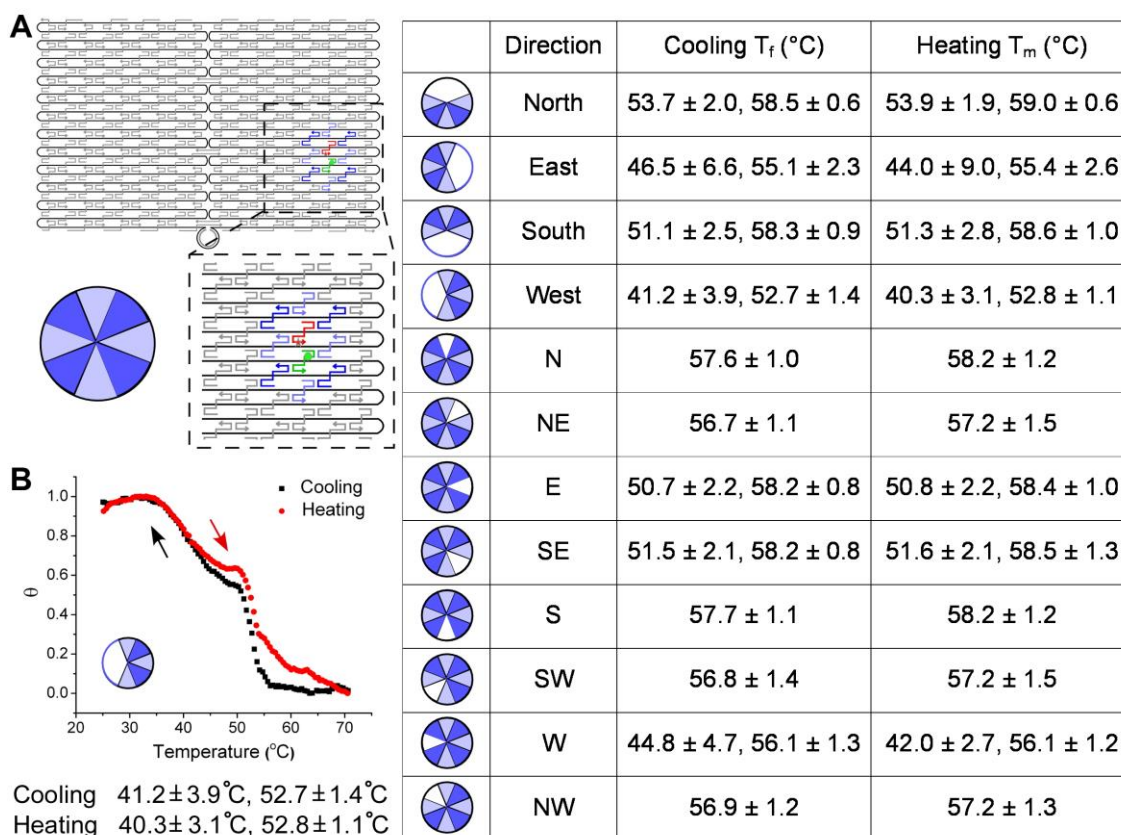 A
B
θ
1.0
0.8
0.6
0.4
0.2
0.0
Cooling
Heating
20 30 40 50 60 70
Temperature (°C)
Cooling 41.2 ± 3.9°C, 52.7 ± 1.4°C
Heating 40.3 ± 3.1°C, 52.8 ± 1.1°C
Direction Cooling Tf (°C) Heating Tm (°C)
North 53.7 ± 2.0, 58.5 ± 0.6 53.9 ± 1.9, 59.0 ± 0.6
East 46.5 ± 6.6, 55.1 ± 2.3 44.0 ± 9.0, 55.4 ± 2.6
South 51.1 ± 2.5, 58.3 ± 0.9 51.3 ± 2.8, 58.6 ± 1.0
West 41.2 ± 3.9, 52.7 ± 1.4 40.3 ± 3.1, 52.8 ± 1.1
N 57.6 ± 1.0 58.2 ± 1.2
NE 56.7 ± 1.1 57.2 ± 1.5
E 50.7 ± 2.2, 58.2 ± 0.8 50.8 ± 2.2, 58.4 ± 1.0
SE 51.5 ± 2.1, 58.2 ± 0.8 51.6 ± 2.1, 58.5 ± 1.3
S 57.7 ± 1.1 58.2 ± 1.2
SW 56.8 ± 1.4 57.2 ± 1.5
W 44.8 ± 4.7, 56.1 ± 1.3 42.0 ± 2.7, 56.1 ± 1.2
NW 56.9 ± 1.2 57.2 ± 1.3